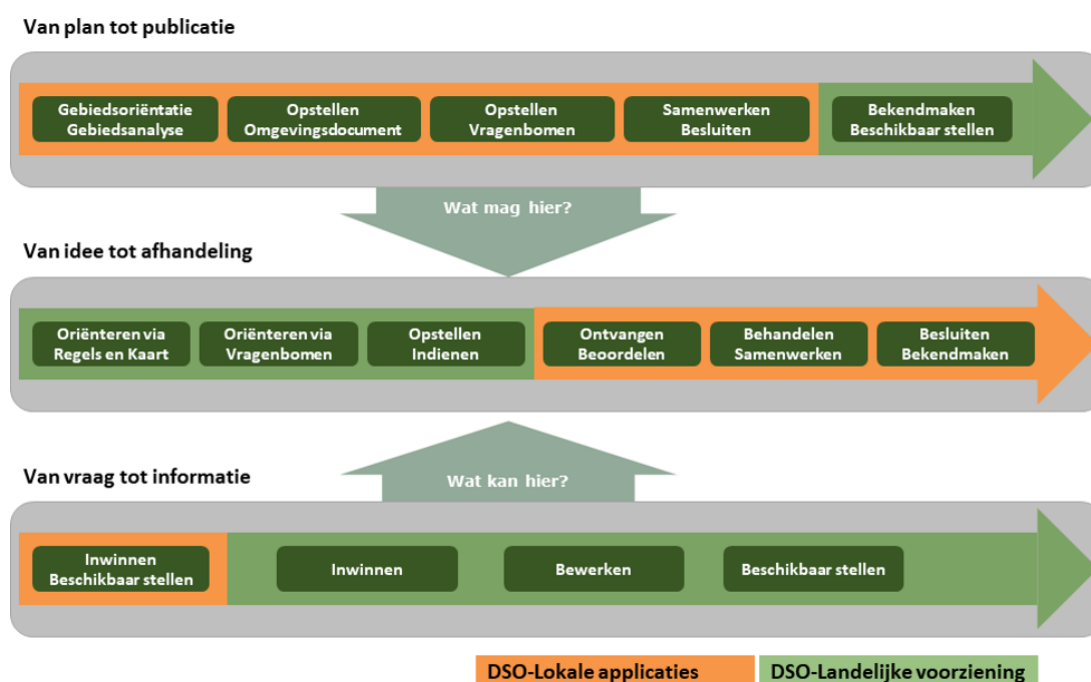 Van plan tot publicatie
Gebiedsoriëntatie
Gebiedsanalyse
Opstellen
Omgevingsdocument
Opstellen
Vragenbomen
Samenwerken
Besluiten
Bekendmaken
Beschikbaar stellen
Wat mag hier?
Van idee tot afhandeling
Oriënteren via
Regels en Kaart
Oriënteren via
Vragenbomen
Opstellen
Indienen
Ontvangen
Beoordelen
Behandelen
Samenwerken
Besluiten
Bekendmaken
Wat kan hier?
Van vraag tot informatie
Inwinnen
Beschikbaar stellen
Inwinnen
Bewerken
Beschikbaar stellen
DSO-Lokale applicaties
DSO-Landelijke voorziening